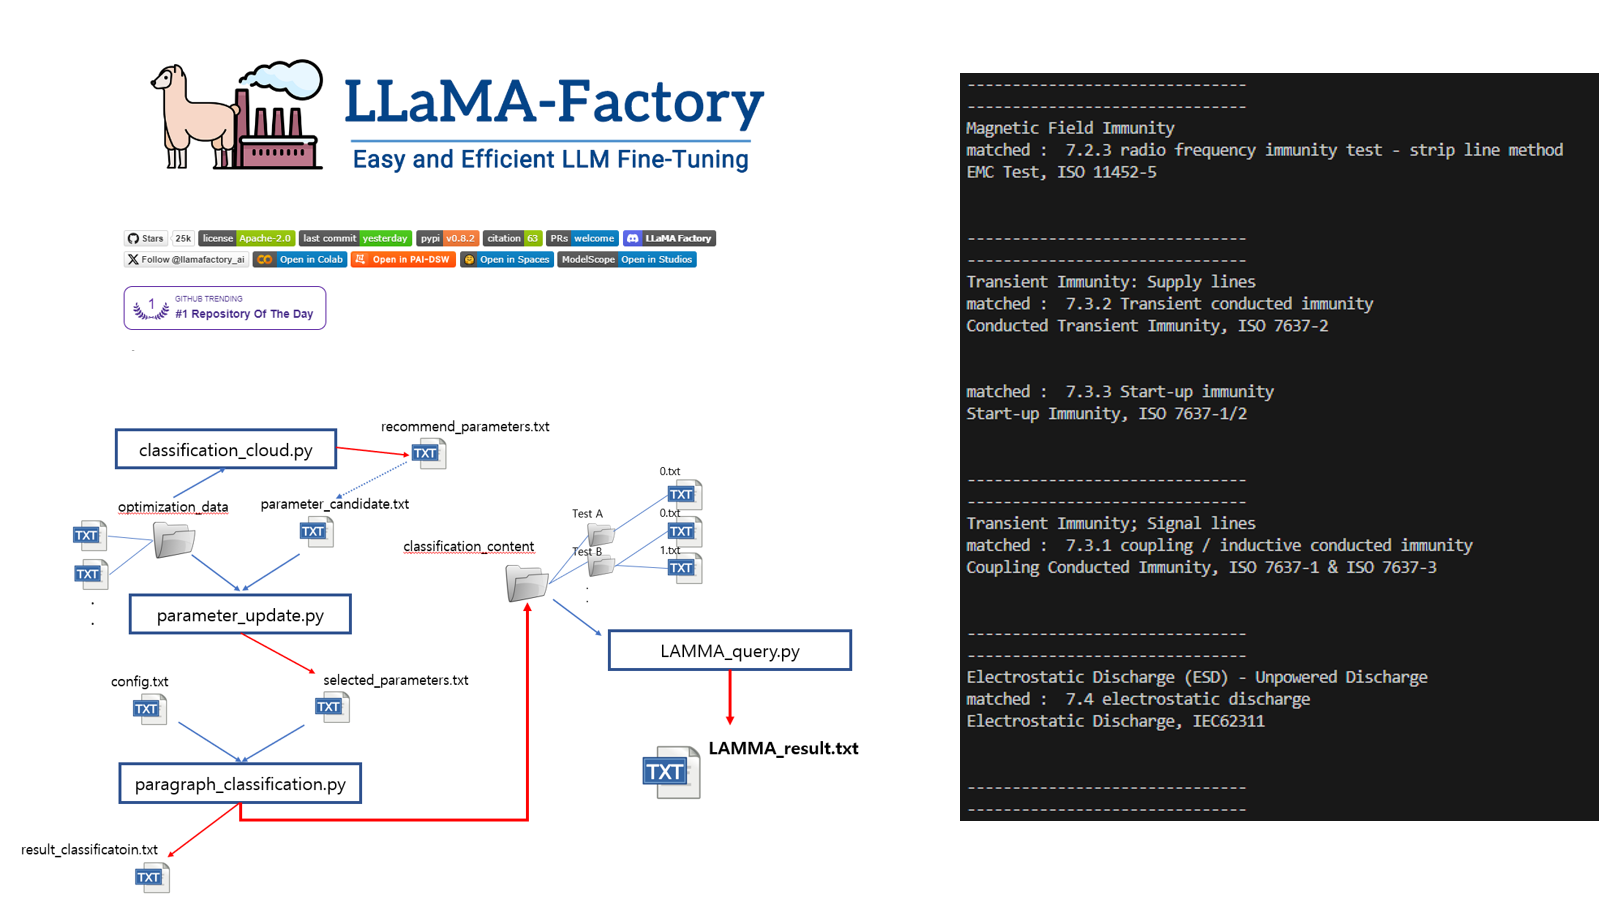 LLaMA-Factory
Easy and Efficient LLM Fine-Tuning
Stars 25k license Apache-2.0 last commit yesterday pypi v0.8.2 citation 63 PRs welcome LLaMA Factory
Follow @llamafactory_ai Open in Colab Open in PAI-DSW Open in Spaces ModelScope Open in Studios
1
GITHUB TRENDING
#1 Repository Of The Day
classification_cloud.py
recommend_parameters.txt
TXT
optimization_data
parameter_candidate.txt
TXT
TXT
TXT
.
.
parameter_update.py
config.txt
TXT
selected_parameters.txt
TXT
paragraph_classification.py
result_classificatoin.txt
TXT
classification_content
Test A
Test B
.
.
0.txt
TXT
0.txt
TXT
1.txt
TXT
LAMMA_query.py
LAMMA_result.txt
TXT
-------------------------------
-------------------------------
Magnetic Field Immunity
matched :  7.2.3 radio frequency immunity test - strip line method
EMC Test, ISO 11452-5
-------------------------------
-------------------------------
Transient Immunity: Supply lines
matched :  7.3.2 Transient conducted immunity
Conducted Transient Immunity, ISO 7637-2
matched :  7.3.3 Start-up immunity
Start-up Immunity, ISO 7637-1/2
-------------------------------
-------------------------------
Transient Immunity; Signal lines
matched :  7.3.1 coupling / inductive conducted immunity
Coupling Conducted Immunity, ISO 7637-1 & ISO 7637-3
-------------------------------
-------------------------------
Electrostatic Discharge (ESD) - Unpowered Discharge
matched :  7.4 electrostatic discharge
Electrostatic Discharge, IEC62311
-------------------------------
-------------------------------